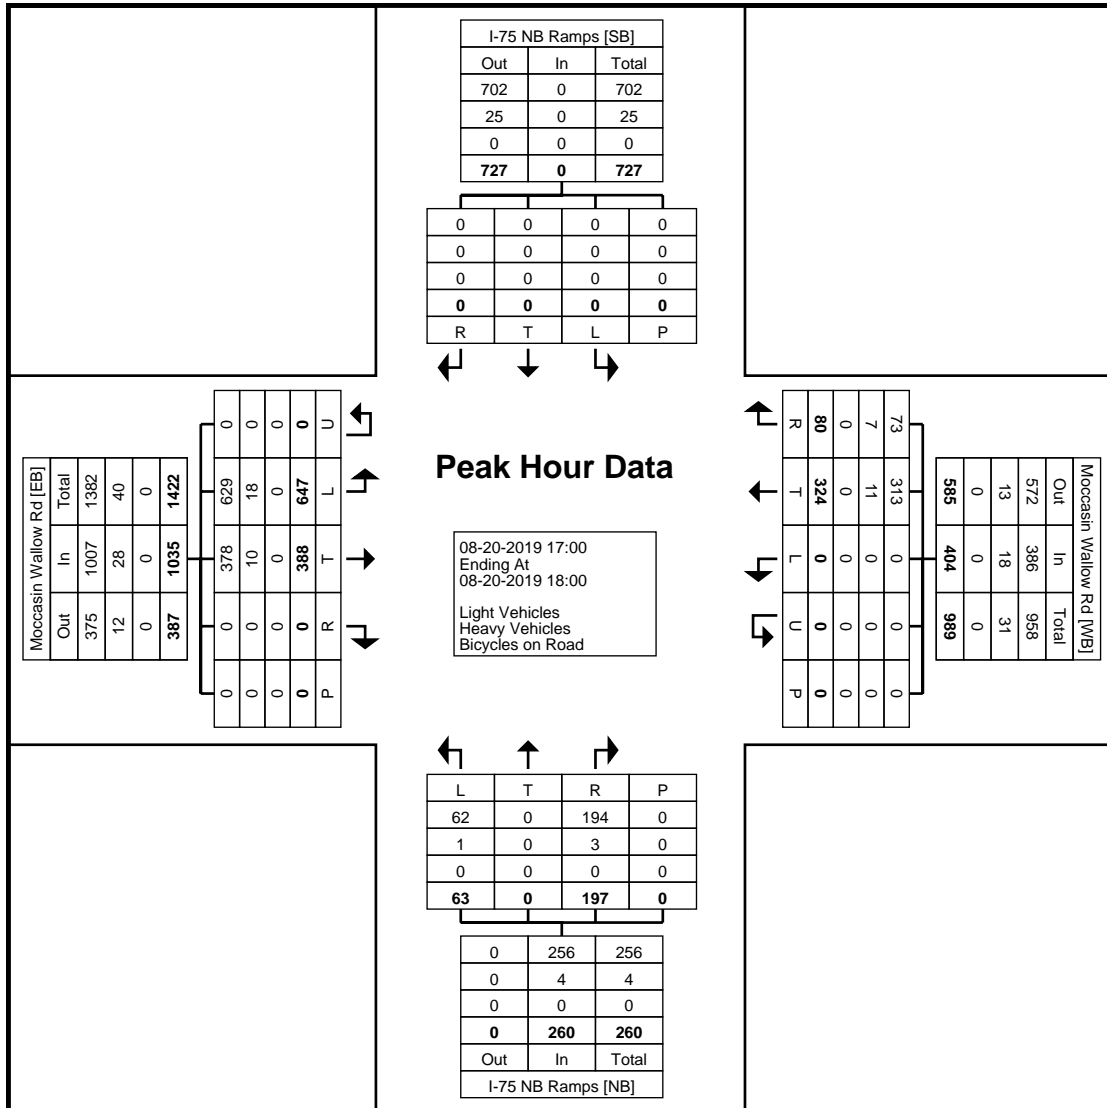 I-75 NB Ramps [SB]
Out In Total
702 0 702
25 0 25
0 0 0
727 0 727
0 0 0 0
0 0 0 0
0 0 0 0
0 0 0 0
R T L P
Moccasin Wallow Rd [EB]
Total 1382 40 0 1422
In 1007 28 0 1035
Out 375 12 0 387
0 0 0 0 U
629 18 0 647 L
378 10 0 388 T
0 0 0 0 R
0 0 0 0 P
Peak Hour Data
08-20-2019 17:00
Ending At
08-20-2019 18:00
Light Vehicles
Heavy Vehicles
Bicycles on Road
R 80 0 7 73
T 324 0 11 313
L 0 0 0 0
U 0 0 0 0
P 0 0 0 0
585 0 13 572 Out
404 0 18 386 In
989 0 31 958 Total
Moccasin Wallow Rd [WB]
L T R P
62 0 194 0
1 0 3 0
0 0 0 0
63 0 197 0
0 256 256
0 4 4
0 0 0
0 260 260
Out In Total
I-75 NB Ramps [NB]